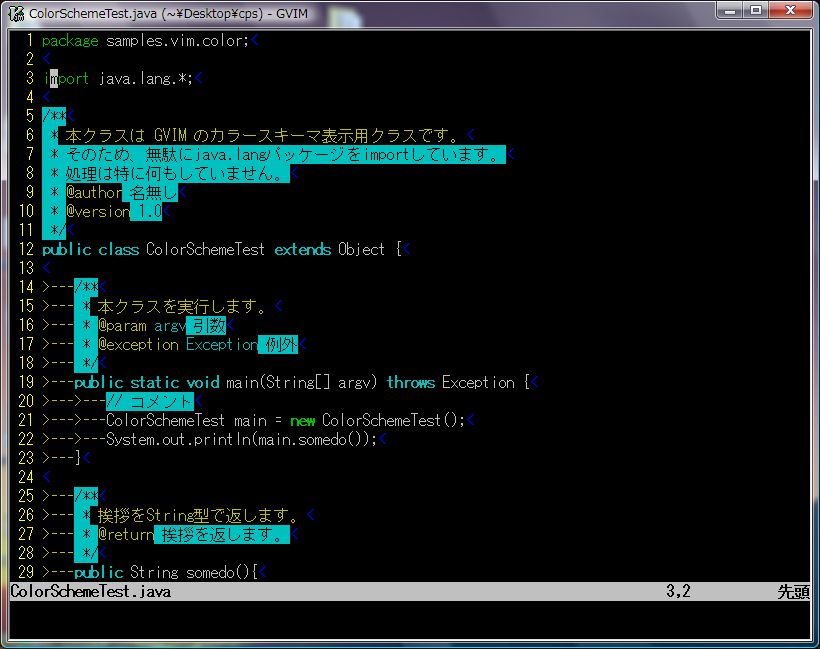 ColorSchemeTest.java (~¥Desktop¥cps) - GVIM
1 package samples.vim.color;<
2 <
3 import java.lang.*;<
4 <
5 /**<
6  * 本クラスは GVIM のカラースキーマ表示用クラスです。<
7  * そのため、無駄にjava.langパッケージをimportしています。<
8  * 処理は特に何もしていません。<
9  * @author 名無し<
10  * @version 1.0<
11  */<
12 public class ColorSchemeTest extends Object {<
13 <
14 >---/**<
15 >--- * 本クラスを実行します。<
16 >--- * @param argv 引数<
17 >--- * @exception Exception 例外<
18 >--- */<
19 >---public static void main(String[] argv) throws Exception {<
20 >--->---// コメント<
21 >--->---ColorSchemeTest main = new ColorSchemeTest();<
22 >--->---System.out.println(main.somedo());<
23 >---}<
24 <
25 >---/**<
26 >--- * 挨拶をString型で返します。<
27 >--- * @return 挨拶を返します。<
28 >--- */<
29 >---public String somedo(){<
ColorSchemeTest.java 3,2 先頭